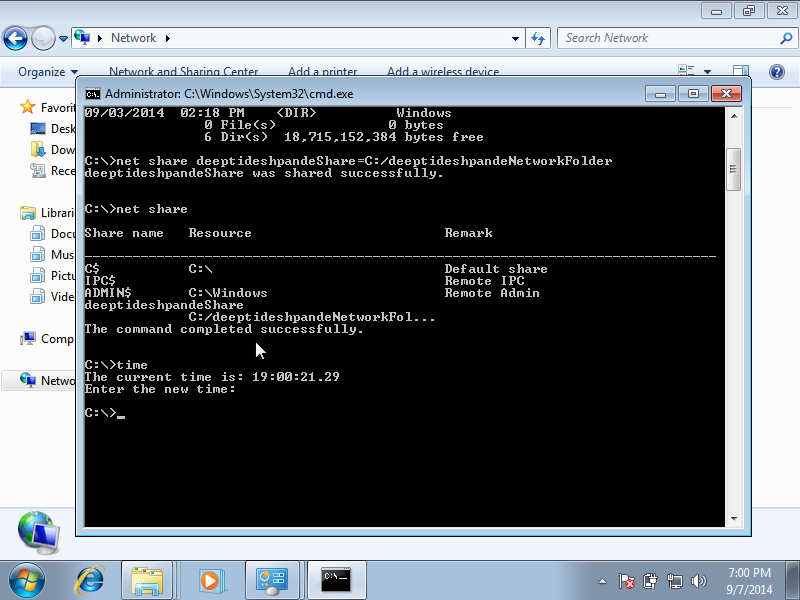 Network
Search Network
Organize
Network and Sharing Center
Add a printer
Add a wireless device
Administrator: C:\Windows\System32\cmd.exe
Favorit
Desk
Dow
Rece
Librari
Docu
Mus
Pictu
Vide
Comp
Netwo
09/03/2014  02:18 PM    <DIR>          Windows
               0 File(s)              0 bytes
               6 Dir(s)  18,715,152,384 bytes free
C:\>net share deeptideshpandeShare=C:/deeptideshpandeNetworkFolder
deeptideshpandeShare was shared successfully.
C:\>net share
Share name   Resource                        Remark
-------------------------------------------------------------------------------
C$           C:\                             Default share
IPC$                                         Remote IPC
ADMIN$       C:\Windows                      Remote Admin
deeptideshpandeShare
             C:/deeptideshpandeNetworkFol...
The command completed successfully.
C:\>time
The current time is: 19:00:21.29
Enter the new time:
C:\>_
7:00 PM
9/7/2014